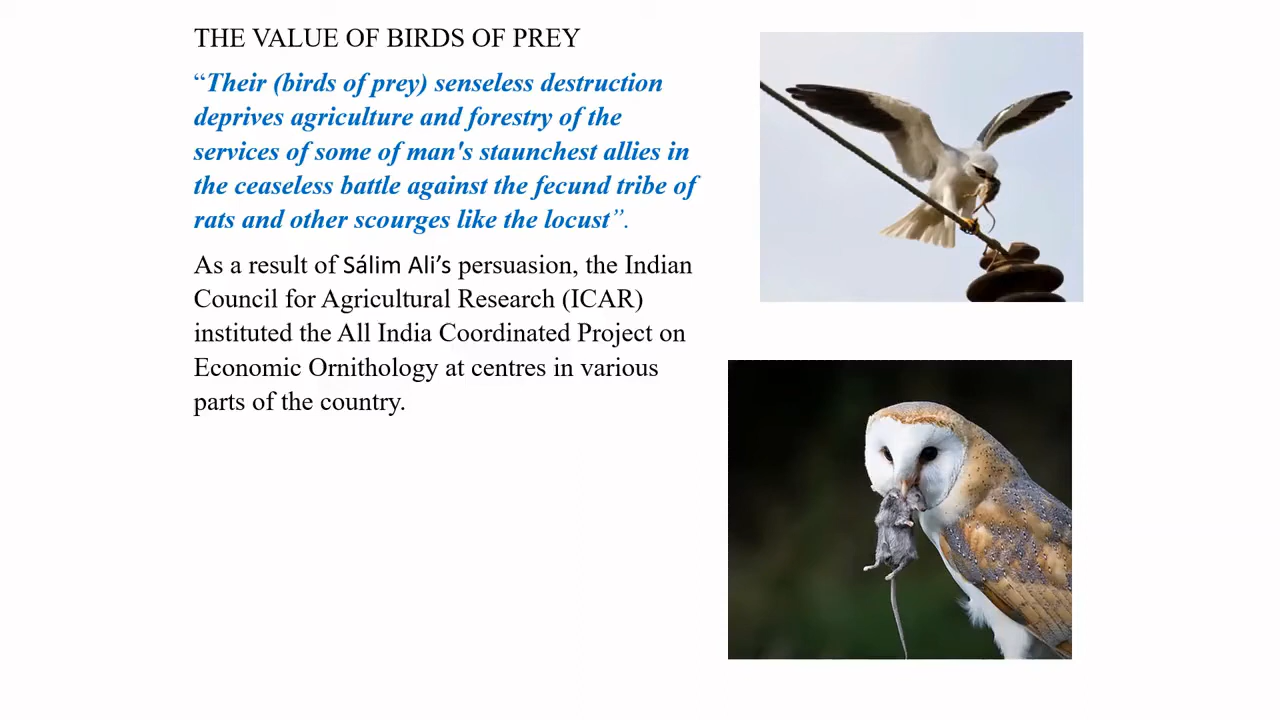 THE VALUE OF BIRDS OF PREY
“Their (birds of prey) senseless destruction
deprives agriculture and forestry of the
services of some of man's staunchest allies in
the ceaseless battle against the fecund tribe of
rats and other scourges like the locust”.
As a result of Sálim Ali’s persuasion, the Indian
Council for Agricultural Research (ICAR)
instituted the All India Coordinated Project on
Economic Ornithology at centres in various
parts of the country.